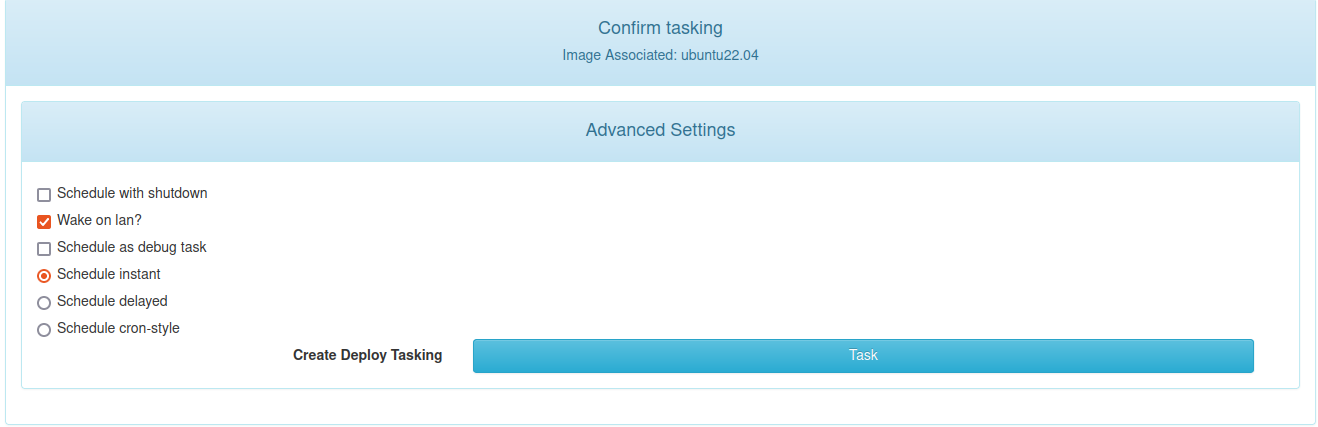 Confirm tasking
Image Associated: ubuntu22.04
Advanced Settings
Schedule with shutdown
Wake on lan?
Schedule as debug task
Schedule instant
Schedule delayed
Schedule cron-style
Create Deploy Tasking Task